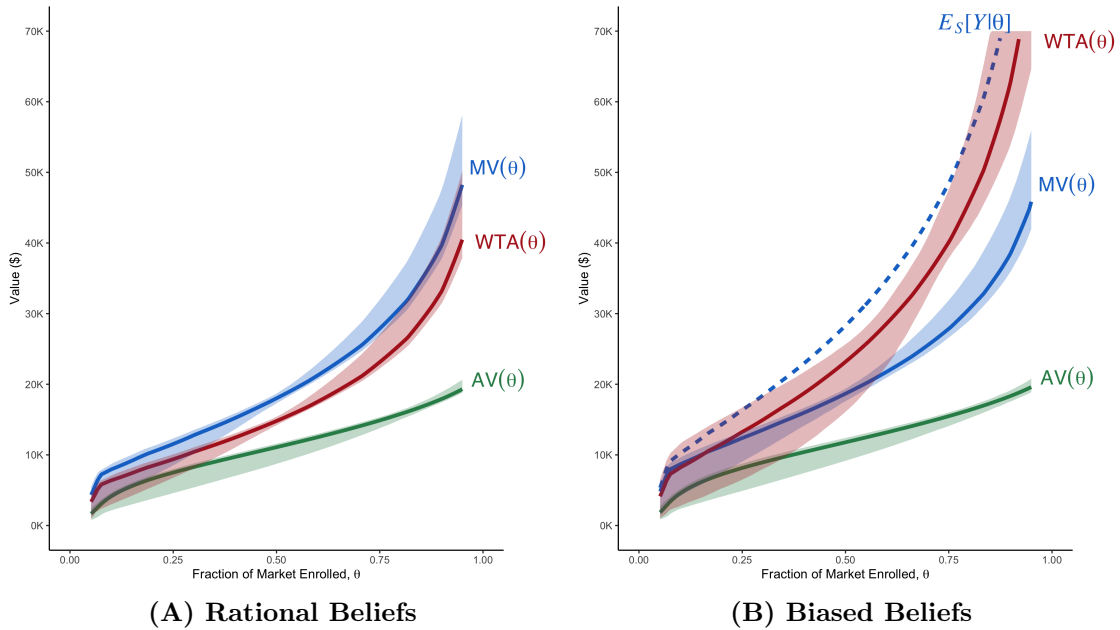 70K
60K
50K
40K
30K
20K
10K
0K
Value ($)
MV(θ)
WTA(θ)
AV(θ)
0.00 0.25 0.50 0.75 1.00
Fraction of Market Enrolled, θ
(A) Rational Beliefs
70K
60K
50K
40K
30K
20K
10K
0K
Value ($)
E_S[Y|θ]
WTA(θ)
MV(θ)
AV(θ)
0.00 0.25 0.50 0.75 1.00
Fraction of Market Enrolled, θ
(B) Biased Beliefs